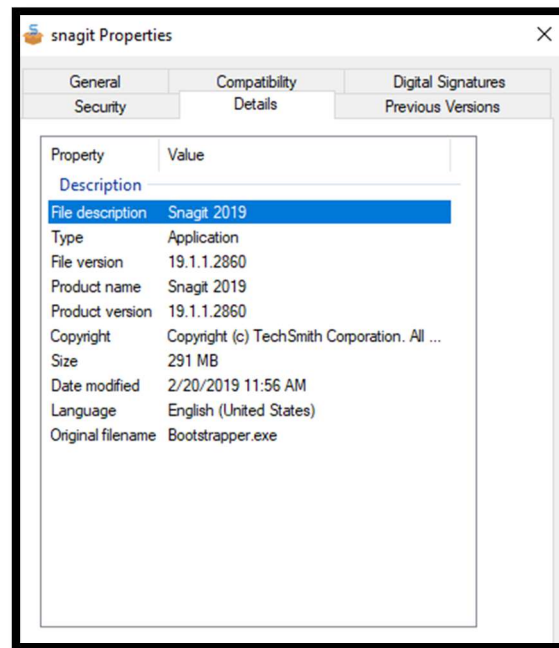 snagit Properties
General Compatibility Digital Signatures
Security Details Previous Versions
Property Value
Description
File description Snagit 2019
Type Application
File version 19.1.1.2860
Product name Snagit 2019
Product version 19.1.1.2860
Copyright Copyright (c) TechSmith Corporation. All ...
Size 291 MB
Date modified 2/20/2019 11:56 AM
Language English (United States)
Original filename Bootstrapper.exe